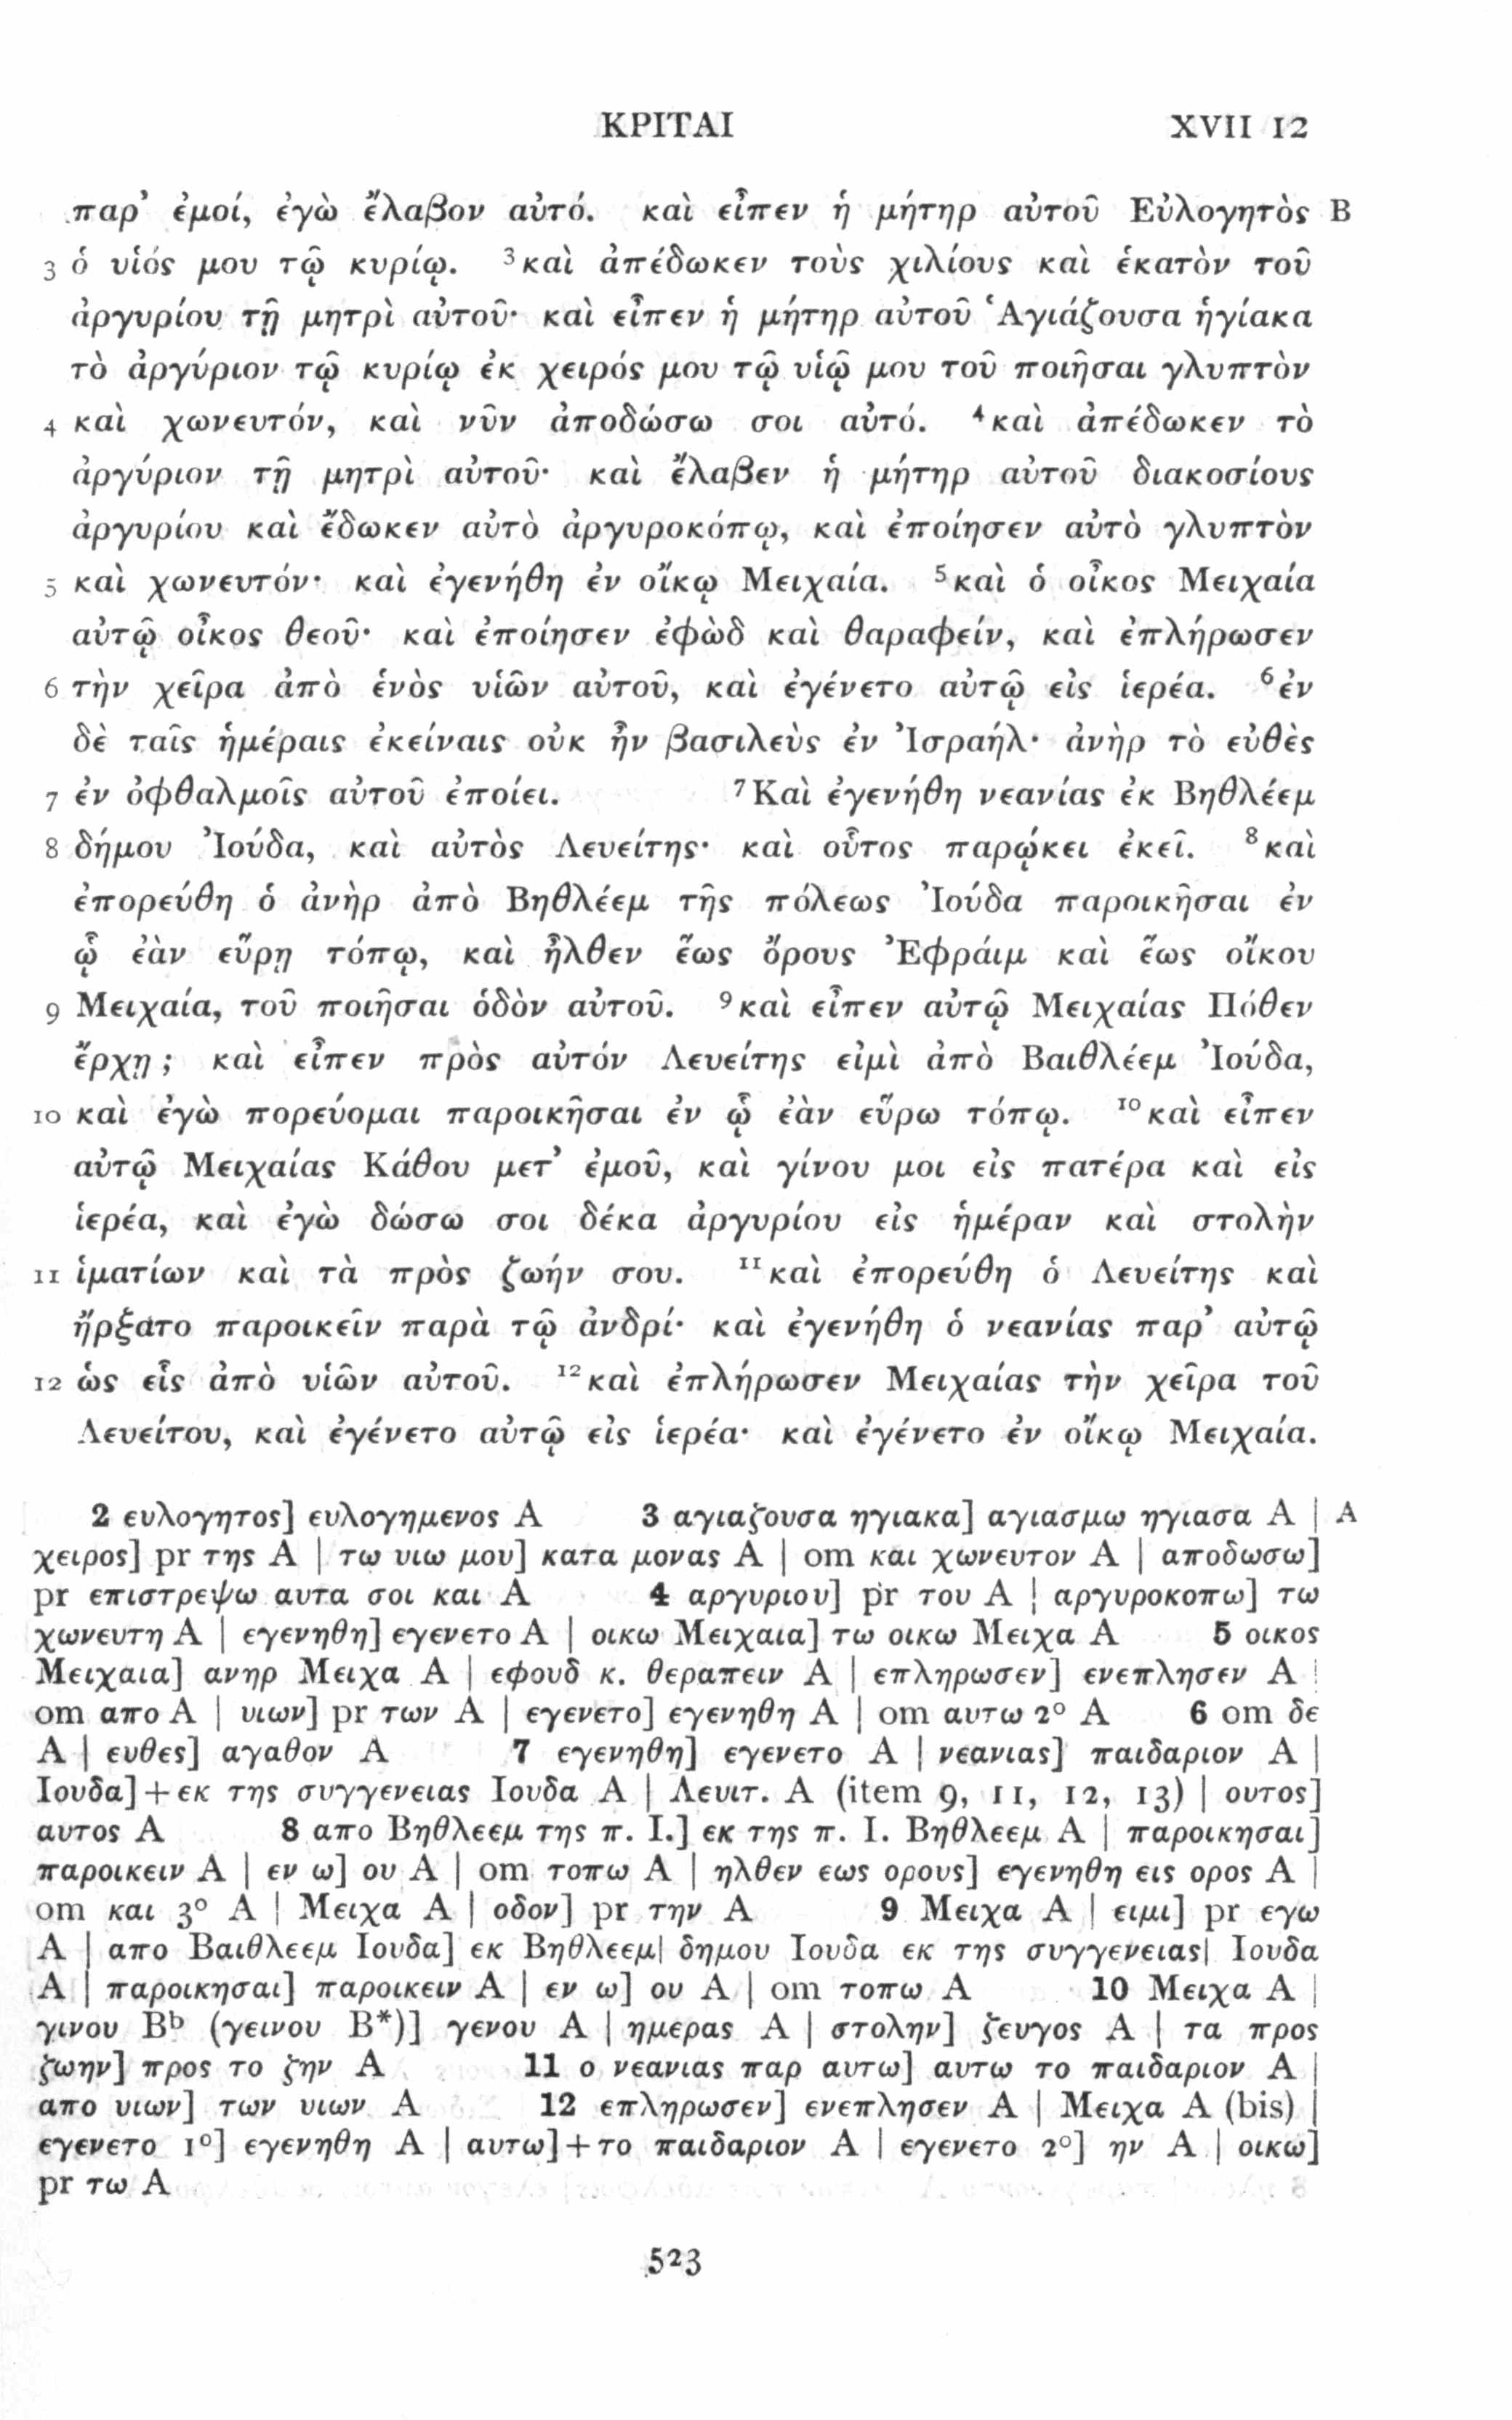 ΚΡΙΤΑΙ XVII 12
παρ’ ἐμοί, ἐγὼ ἔλαβον αὐτό. καὶ εἶπεν ἡ μήτηρ αὐτοῦ Εὐλογητὸς B
3 ὁ υἱός μου τῷ κυρίῳ. ³καὶ ἀπέδωκεν τοὺς χιλίους καὶ ἑκατὸν τοῦ
ἀργυρίου τῇ μητρὶ αὐτοῦ· καὶ εἶπεν ἡ μήτηρ αὐτοῦ Ἁγιάζουσα ἡγίακα
τὸ ἀργύριον τῷ κυρίῳ ἐκ χειρός μου τῷ υἱῷ μου τοῦ ποιῆσαι γλυπτὸν
4 καὶ χωνευτόν, καὶ νῦν ἀποδώσω σοι αὐτό. ⁴καὶ ἀπέδωκεν τὸ
ἀργύριον τῇ μητρὶ αὐτοῦ· καὶ ἔλαβεν ἡ μήτηρ αὐτοῦ διακοσίους
ἀργυρίου καὶ ἔδωκεν αὐτὸ ἀργυροκόπῳ, καὶ ἐποίησεν αὐτὸ γλυπτὸν
5 καὶ χωνευτόν· καὶ ἐγενήθη ἐν οἴκῳ Μειχαία. ⁵καὶ ὁ οἶκος Μειχαία
αὐτῷ οἶκος θεοῦ· καὶ ἐποίησεν ἐφὼδ καὶ θαραφείν, καὶ ἐπλήρωσεν
6 τὴν χεῖρα ἀπὸ ἑνὸς υἱῶν αὐτοῦ, καὶ ἐγένετο αὐτῷ εἰς ἱερέα. ⁶ἐν
δὲ ταῖς ἡμέραις ἐκείναις οὐκ ἦν βασιλεὺς ἐν Ἰσραήλ· ἀνὴρ τὸ εὐθὲς
7 ἐν ὀφθαλμοῖς αὐτοῦ ἐποίει. ⁷Καὶ ἐγενήθη νεανίας ἐκ Βηθλέεμ
8 δήμου Ἰούδα, καὶ αὐτὸς Λευείτης· καὶ οὗτος παρῴκει ἐκεῖ. ⁸καὶ
ἐπορεύθη ὁ ἀνὴρ ἀπὸ Βηθλέεμ τῆς πόλεως Ἰούδα παροικῆσαι ἐν
ᾧ ἐὰν εὕρῃ τόπῳ, καὶ ἦλθεν ἕως ὄρους Ἐφράιμ καὶ ἕως οἴκου
9 Μειχαία, τοῦ ποιῆσαι ὁδὸν αὐτοῦ. ⁹καὶ εἶπεν αὐτῷ Μειχαίας Πόθεν
ἔρχῃ; καὶ εἶπεν πρὸς αὐτόν Λευείτης εἰμὶ ἀπὸ Βαιθλέεμ Ἰούδα,
10 καὶ ἐγὼ πορεύομαι παροικῆσαι ἐν ᾧ ἐὰν εὕρω τόπῳ. ¹⁰καὶ εἶπεν
αὐτῷ Μειχαίας Κάθου μετ’ ἐμοῦ, καὶ γίνου μοι εἰς πατέρα καὶ εἰς
ἱερέα, καὶ ἐγὼ δώσω σοι δέκα ἀργυρίου εἰς ἡμέραν καὶ στολὴν
11 ἱματίων καὶ τὰ πρὸς ζωήν σου. ¹¹καὶ ἐπορεύθη ὁ Λευείτης καὶ
ἤρξατο παροικεῖν παρὰ τῷ ἀνδρί· καὶ ἐγενήθη ὁ νεανίας παρ’ αὐτῷ
12 ὡς εἷς ἀπὸ υἱῶν αὐτοῦ. ¹²καὶ ἐπλήρωσεν Μειχαίας τὴν χεῖρα τοῦ
Λευείτου, καὶ ἐγένετο αὐτῷ εἰς ἱερέα· καὶ ἐγένετο ἐν οἴκῳ Μειχαία.
2 ευλογητος] ευλογημενος A 3 αγιαζουσα ηγιακα] αγιασμω ηγιασα A | A
χειρος] pr της A | τω υιω μου] κατα μονας A | om και χωνευτον A | αποδωσω]
pr επιστρεψω αυτα σοι και A 4 αργυριου] pr του A | αργυροκοπω] τω
χωνευτη A | εγενηθη] εγενετο A | οικω Μειχαια] τω οικω Μειχα A 5 οικος
Μειχαια] ανηρ Μειχα A | εφουδ κ. θεραπειν A | επληρωσεν] ενεπλησεν A |
om απο A | υιων] pr των A | εγενετο] εγενηθη A | om αυτω 2º A 6 om δε
A | ευθες] αγαθον A 7 εγενηθη] εγενετο A | νεανιας] παιδαριον A |
Ιουδα]+εκ της συγγενειας Ιουδα A | Λευιτ. A (item 9, 11, 12, 13) | ουτος]
αυτος A 8 απο Βηθλεεμ της π. Ι.] εκ της π. Ι. Βηθλεεμ A | παροικησαι]
παροικειν A | εν ω] ου A | om τοπω A | ηλθεν εως ορους] εγενηθη εις ορος A |
om και 3º A | Μειχα A | οδον] pr την A 9 Μειχα A | ειμι] pr εγω
A | απο Βαιθλεεμ Ιουδα] εκ Βηθλεεμ| δημου Ιουδα εκ της συγγενειας| Ιουδα
A | παροικησαι] παροικειν A | εν ω] ου A | om τοπω A 10 Μειχα A |
γινου Bᵇ (γεινου B*)] γενου A | ημερας A | στολην] ζευγος A | τα προς
ζωην] προς το ζην A 11 ο νεανιας παρ αυτω] αυτω το παιδαριον A |
απο υιων] των υιων A 12 επληρωσεν] ενεπλησεν A | Μειχα A (bis) |
εγενετο 1º] εγενηθη A | αυτω]+το παιδαριον A | εγενετο 2º] ην A | οικω]
pr τω A
523